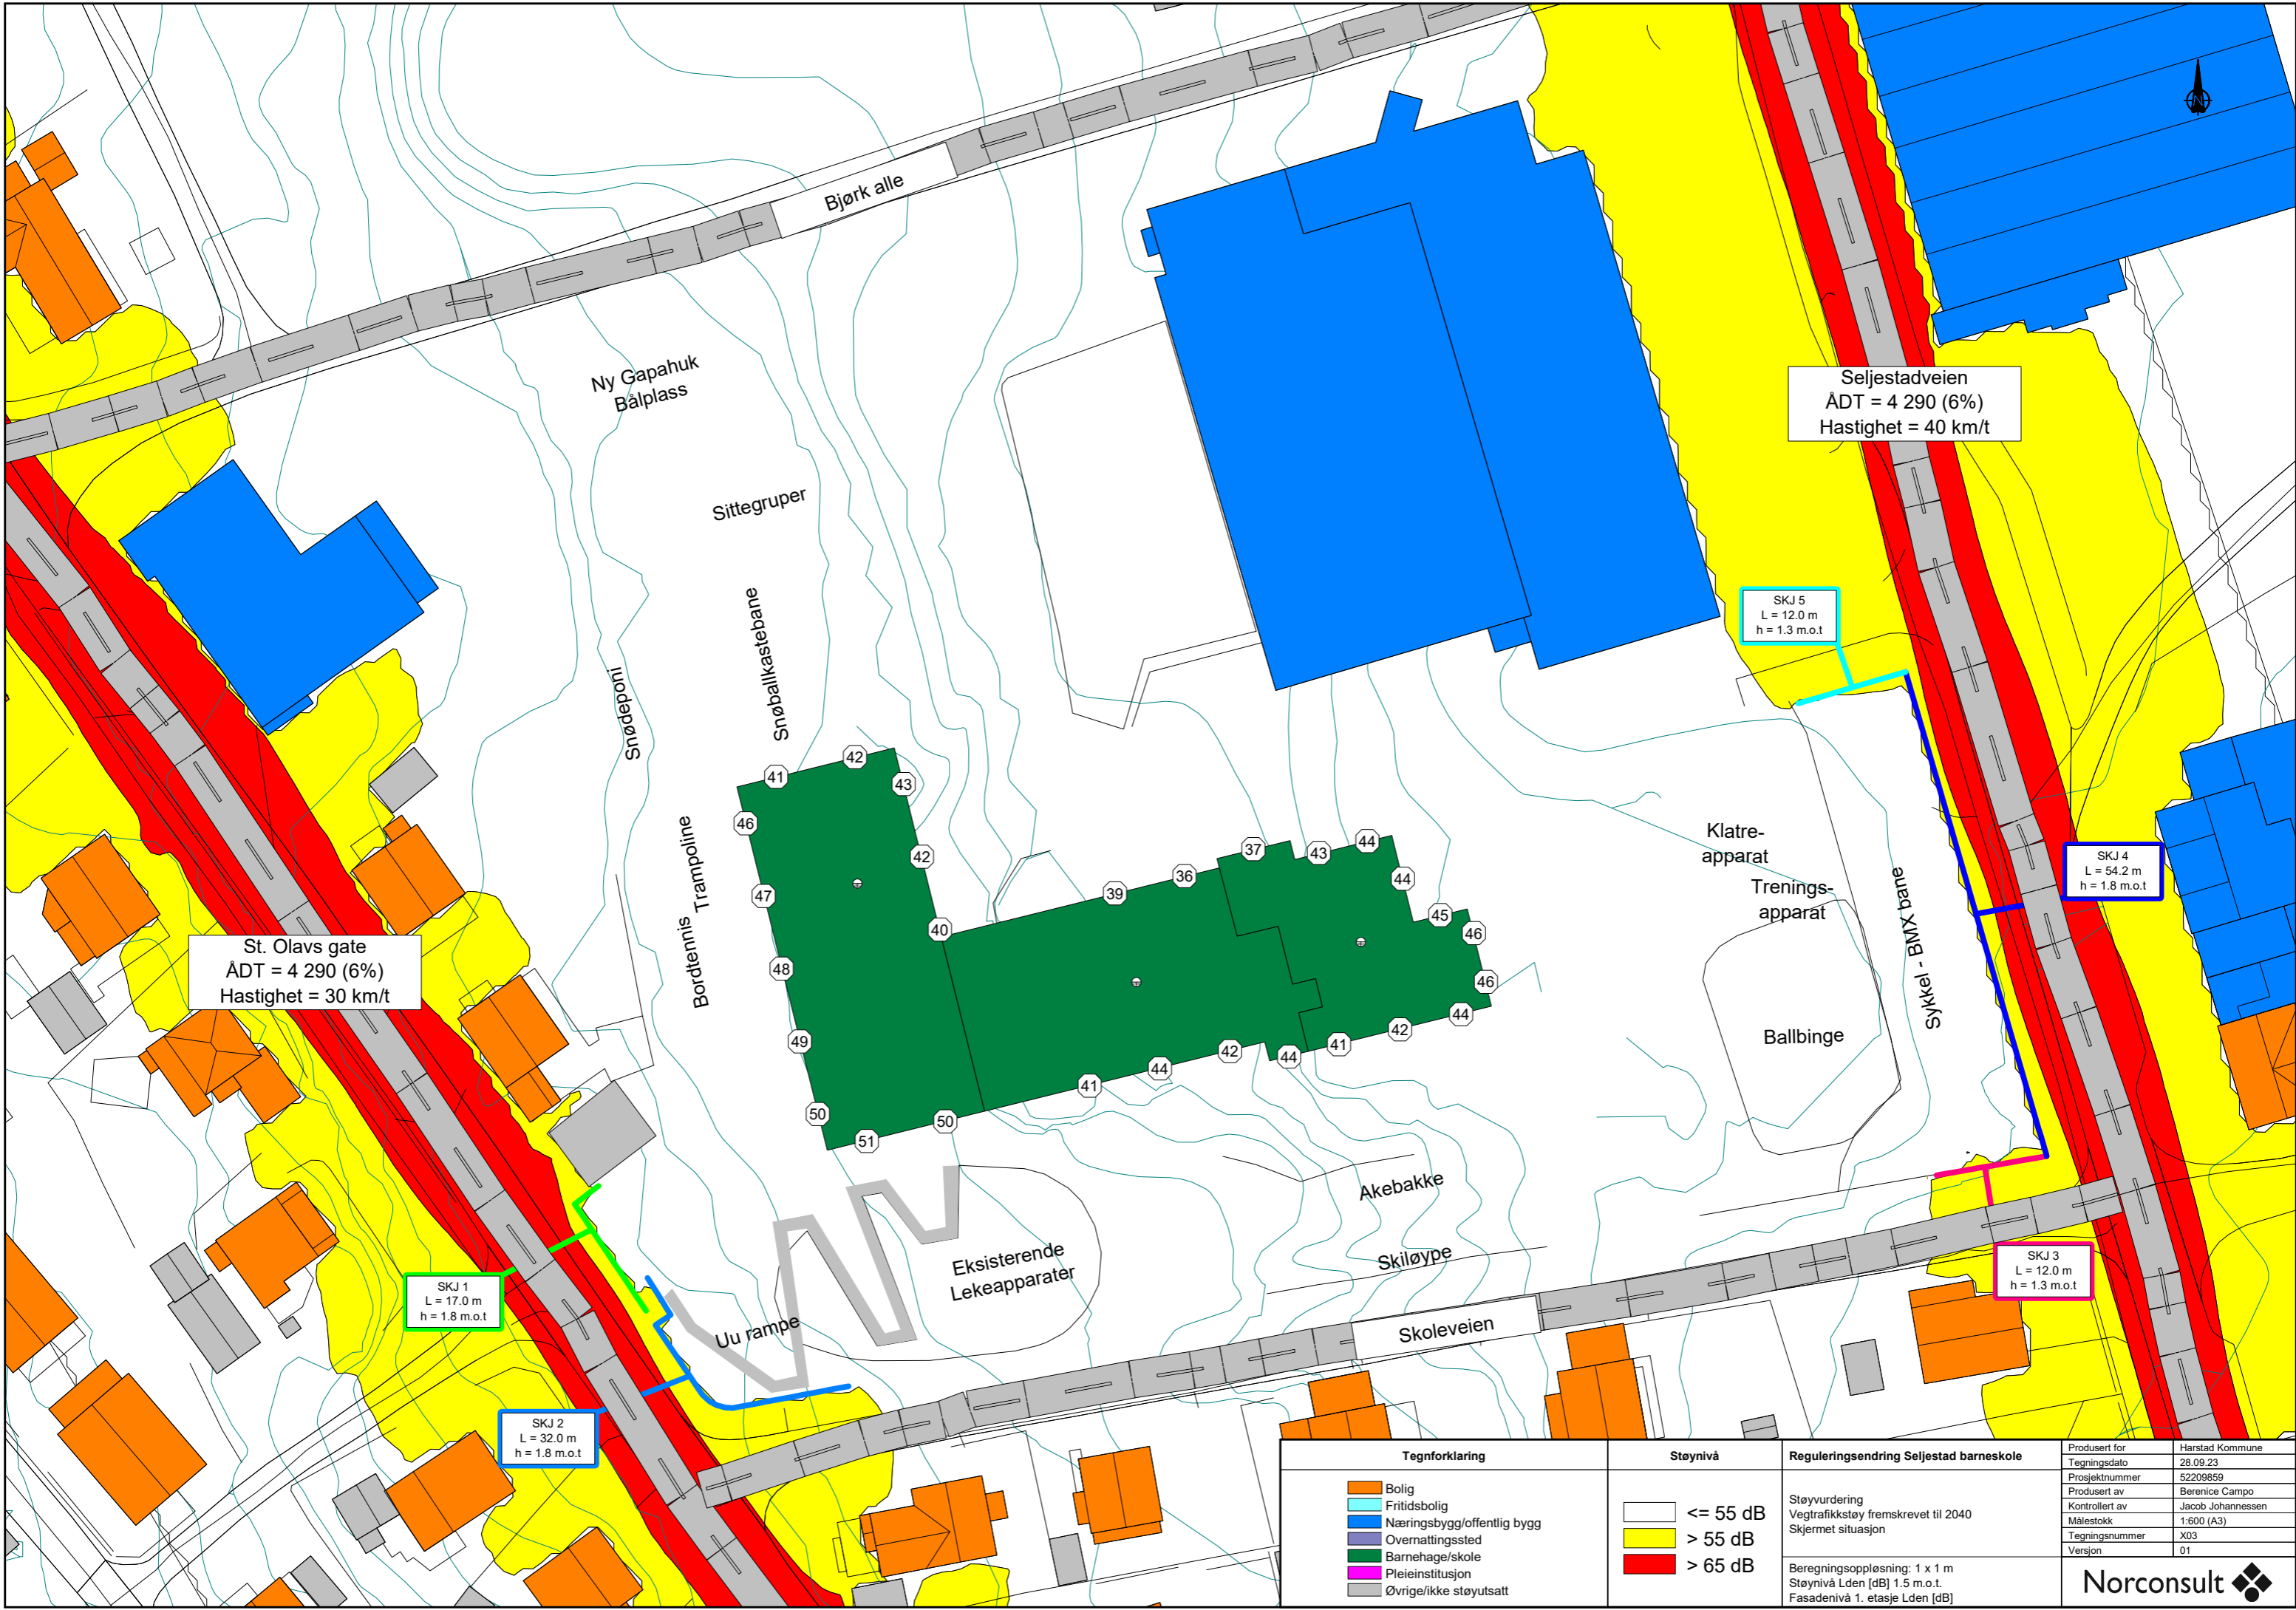 N
Bjørk alle
Ny Gapahuk
Bålplass
Seljestadveien
ÅDT = 4 290 (6%)
Hastighet = 40 km/t
Sittegruper
Snøballkastebane
Snødeponi
SKJ 5
L = 12.0 m
h = 1.3 m.o.t
41
42
43
46
42
47
40
48
49
50
51
50
39
36
37
43
44
44
45
46
46
44
42
41
44
42
44
41
Trampoline
Bordtennis
Klatre-
apparat
Trenings-
apparat
Sykkel - BMX bane
Ballbinge
SKJ 4
L = 54.2 m
h = 1.8 m.o.t
St. Olavs gate
ÅDT = 4 290 (6%)
Hastighet = 30 km/t
Akebakke
Skiløype
Eksisterende
Lekeapparater
Uu rampe
Skoleveien
SKJ 3
L = 12.0 m
h = 1.3 m.o.t
SKJ 1
L = 17.0 m
h = 1.8 m.o.t
SKJ 2
L = 32.0 m
h = 1.8 m.o.t
Tegnforklaring
Bolig
Fritidsbolig
Næringsbygg/offentlig bygg
Overnattingssted
Barnehage/skole
Pleieinstitusjon
Øvrige/ikke støyutsatt
Støynivå
<= 55 dB
> 55 dB
> 65 dB
Reguleringsendring Seljestad barneskole
Støyvurdering
Vegtrafikkstøy fremskrevet til 2040
Skjermet situasjon
Beregningsoppløsning: 1 x 1 m
Støynivå Lden [dB] 1.5 m.o.t.
Fasadenivå 1. etasje Lden [dB]
Produsert for Harstad Kommune
Tegningsdato 28.09.23
Prosjektnummer 52209859
Produsert av Berenice Campo
Kontrollert av Jacob Johannessen
Målestokk 1:600 (A3)
Tegningsnummer X03
Versjon 01
Norconsult